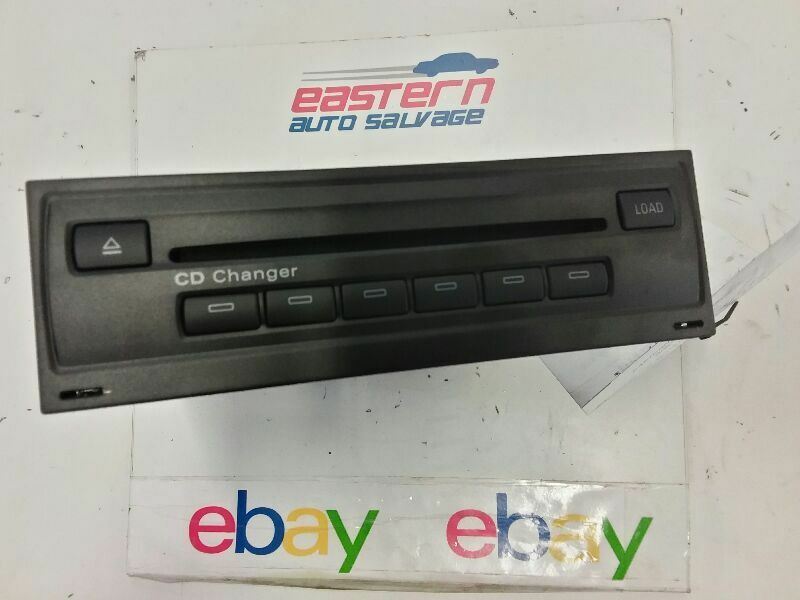 eastern
AUTO SALVAGE
LOAD
CD Changer
ebay ebay